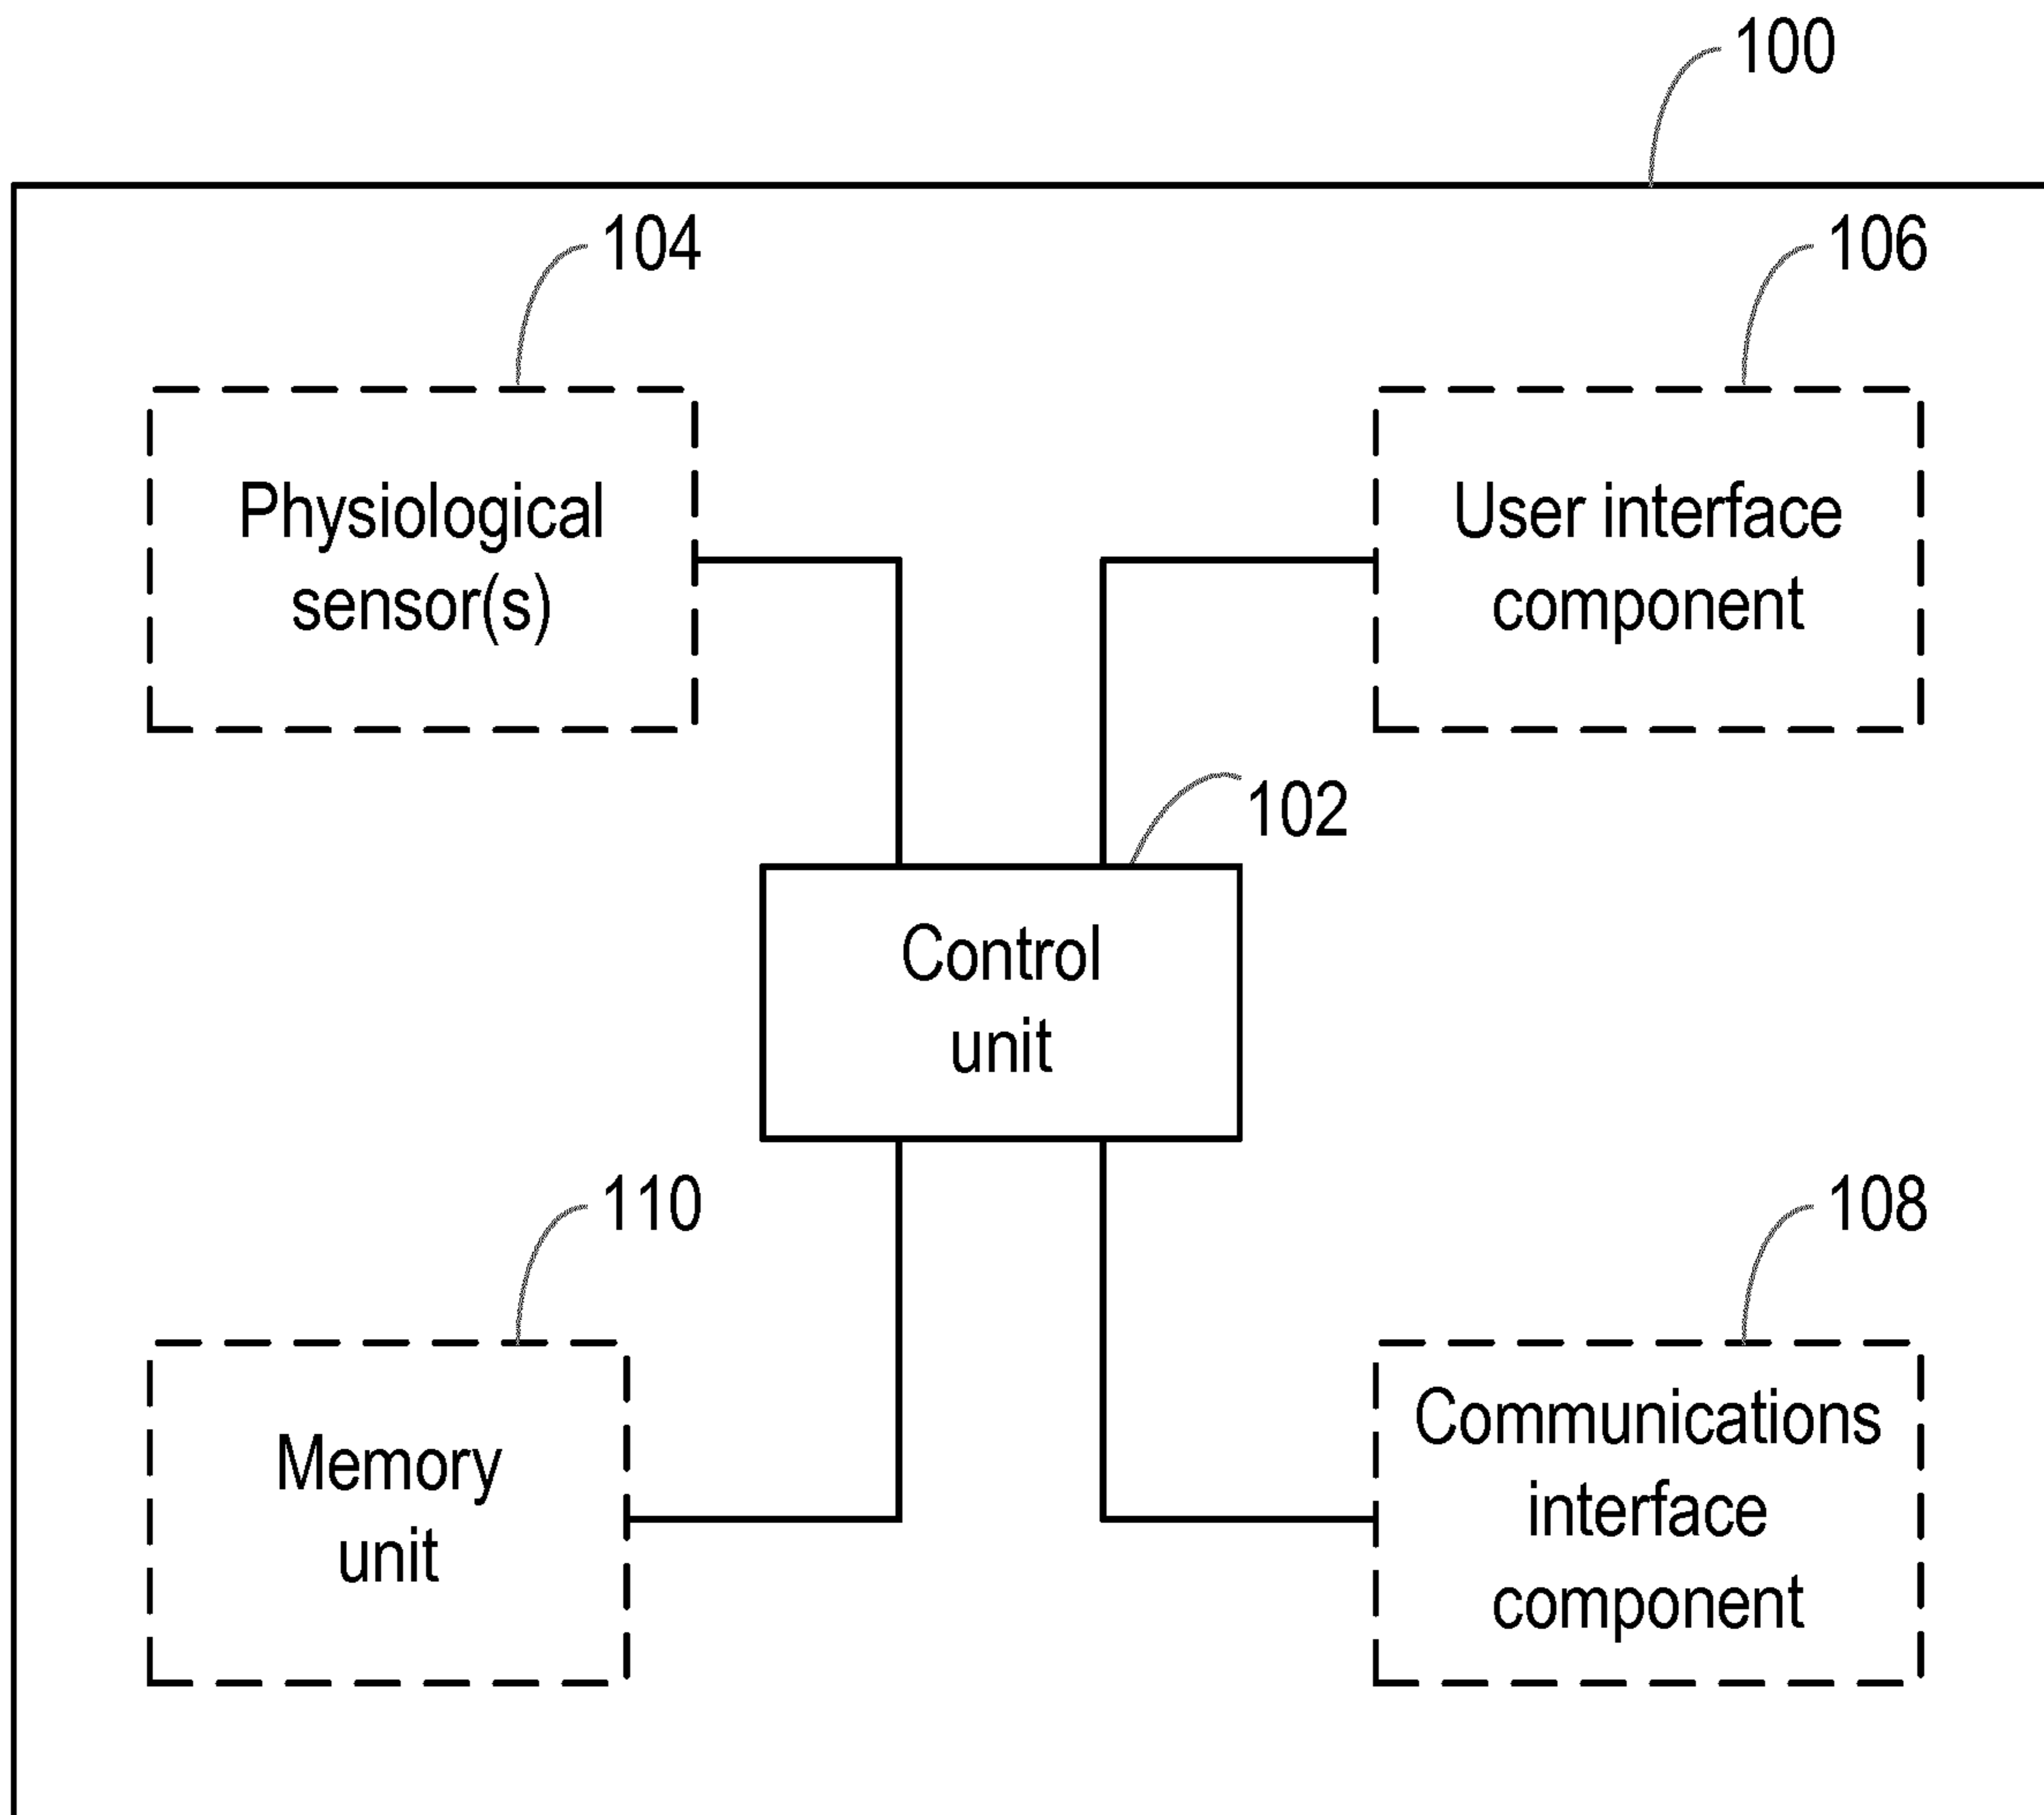 100
104
106
Physiological
sensor(s)
User interface
component
102
Control
unit
110
108
Memory
unit
Communications
interface
component